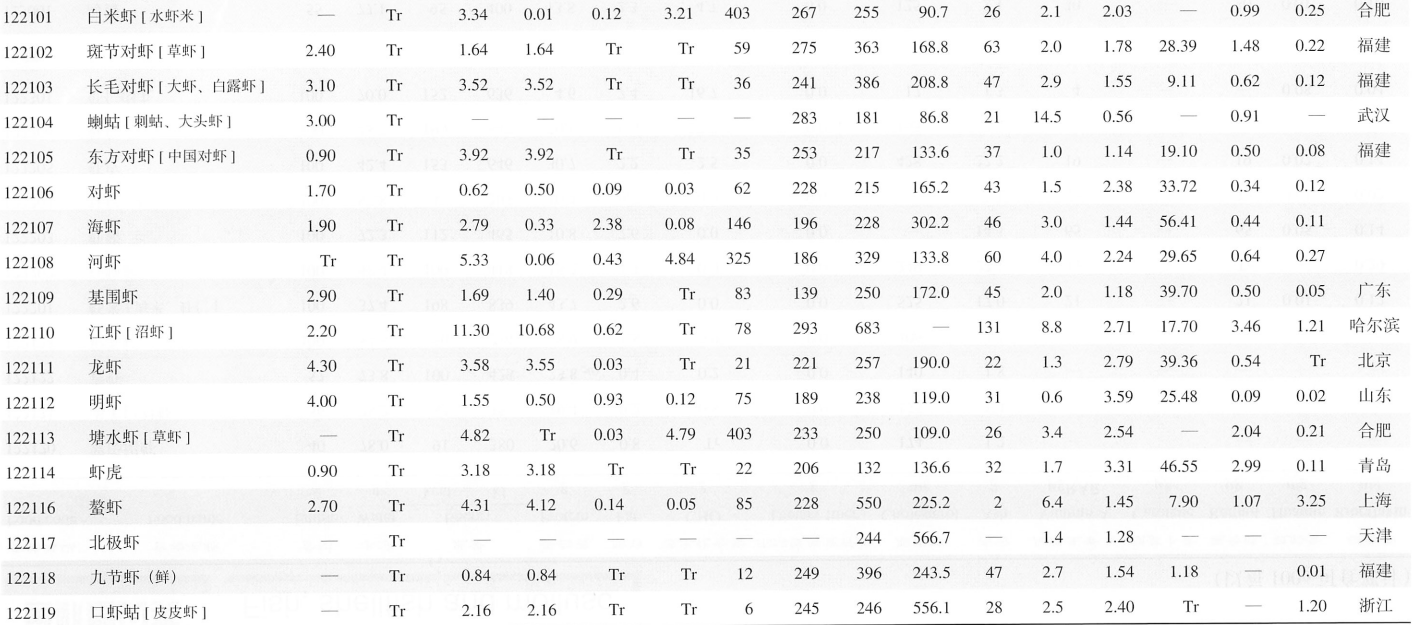 122101 白米虾 [ 水虾米 ] — Tr 3.34 0.01 0.12 3.21 403 267 255 90.7 26 2.1 2.03 — 0.99 0.25 合肥
122102 斑节对虾 [ 草虾 ] 2.40 Tr 1.64 1.64 Tr Tr 59 275 363 168.8 63 2.0 1.78 28.39 1.48 0.22 福建
122103 长毛对虾 [ 大虾、白露虾 ] 3.10 Tr 3.52 3.52 Tr Tr 36 241 386 208.8 47 2.9 1.55 9.11 0.62 0.12 福建
122104 蝲蛄 [ 刺蛄、大头虾 ] 3.00 Tr — — — — — 283 181 86.8 21 14.5 0.56 — 0.91 — 武汉
122105 东方对虾 [ 中国对虾 ] 0.90 Tr 3.92 3.92 Tr Tr 35 253 217 133.6 37 1.0 1.14 19.10 0.50 0.08 福建
122106 对虾 1.70 Tr 0.62 0.50 0.09 0.03 62 228 215 165.2 43 1.5 2.38 33.72 0.34 0.12
122107 海虾 1.90 Tr 2.79 0.33 2.38 0.08 146 196 228 302.2 46 3.0 1.44 56.41 0.44 0.11
122108 河虾 Tr Tr 5.33 0.06 0.43 4.84 325 186 329 133.8 60 4.0 2.24 29.65 0.64 0.27
122109 基围虾 2.90 Tr 1.69 1.40 0.29 Tr 83 139 250 172.0 45 2.0 1.18 39.70 0.50 0.05 广东
122110 江虾 [ 沼虾 ] 2.20 Tr 11.30 10.68 0.62 Tr 78 293 683 — 131 8.8 2.71 17.70 3.46 1.21 哈尔滨
122111 龙虾 4.30 Tr 3.58 3.55 0.03 Tr 21 221 257 190.0 22 1.3 2.79 39.36 0.54 Tr 北京
122112 明虾 4.00 Tr 1.55 0.50 0.93 0.12 75 189 238 119.0 31 0.6 3.59 25.48 0.09 0.02 山东
122113 塘水虾 [ 草虾 ] — Tr 4.82 Tr 0.03 4.79 403 233 250 109.0 26 3.4 2.54 — 2.04 0.21 合肥
122114 虾虎 0.90 Tr 3.18 3.18 Tr Tr 22 206 132 136.6 32 1.7 3.31 46.55 2.99 0.11 青岛
122116 螯虾 2.70 Tr 4.31 4.12 0.14 0.05 85 228 550 225.2 2 6.4 1.45 7.90 1.07 3.25 上海
122117 北极虾 — Tr — — — — — — 244 566.7 — 1.4 1.28 — — — 天津
122118 九节虾（鲜） — Tr 0.84 0.84 Tr Tr 12 249 396 243.5 47 2.7 1.54 1.18 — 0.01 福建
122119 口虾蛄 [ 皮皮虾 ] — Tr 2.16 2.16 Tr Tr 6 245 246 556.1 28 2.5 2.40 Tr — 1.20 浙江